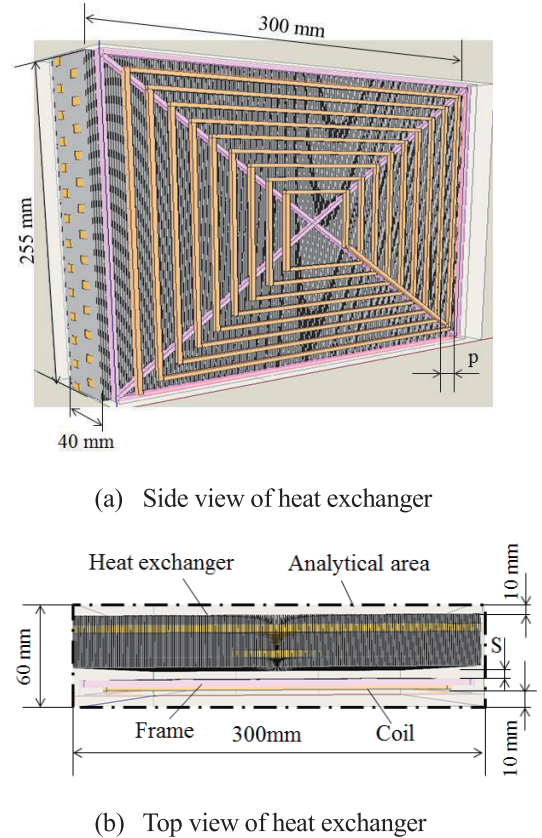 300 mm
255 mm
p
40 mm
(a) Side view of heat exchanger
Heat exchanger
Analytical area
10 mm
60 mm
S
Frame
300mm
Coil
10 mm
(b) Top view of heat exchanger